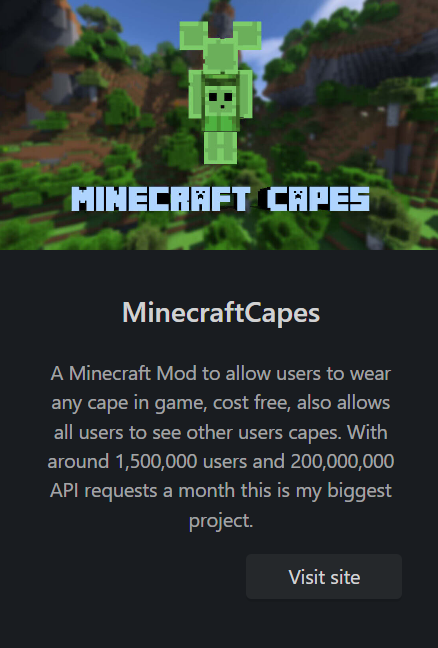 MINECRAFT CAPES
MinecraftCapes
A Minecraft Mod to allow users to wear
any cape in game, cost free, also allows
all users to see other users capes. With
around 1,500,000 users and 200,000,000
API requests a month this is my biggest
project.
Visit site